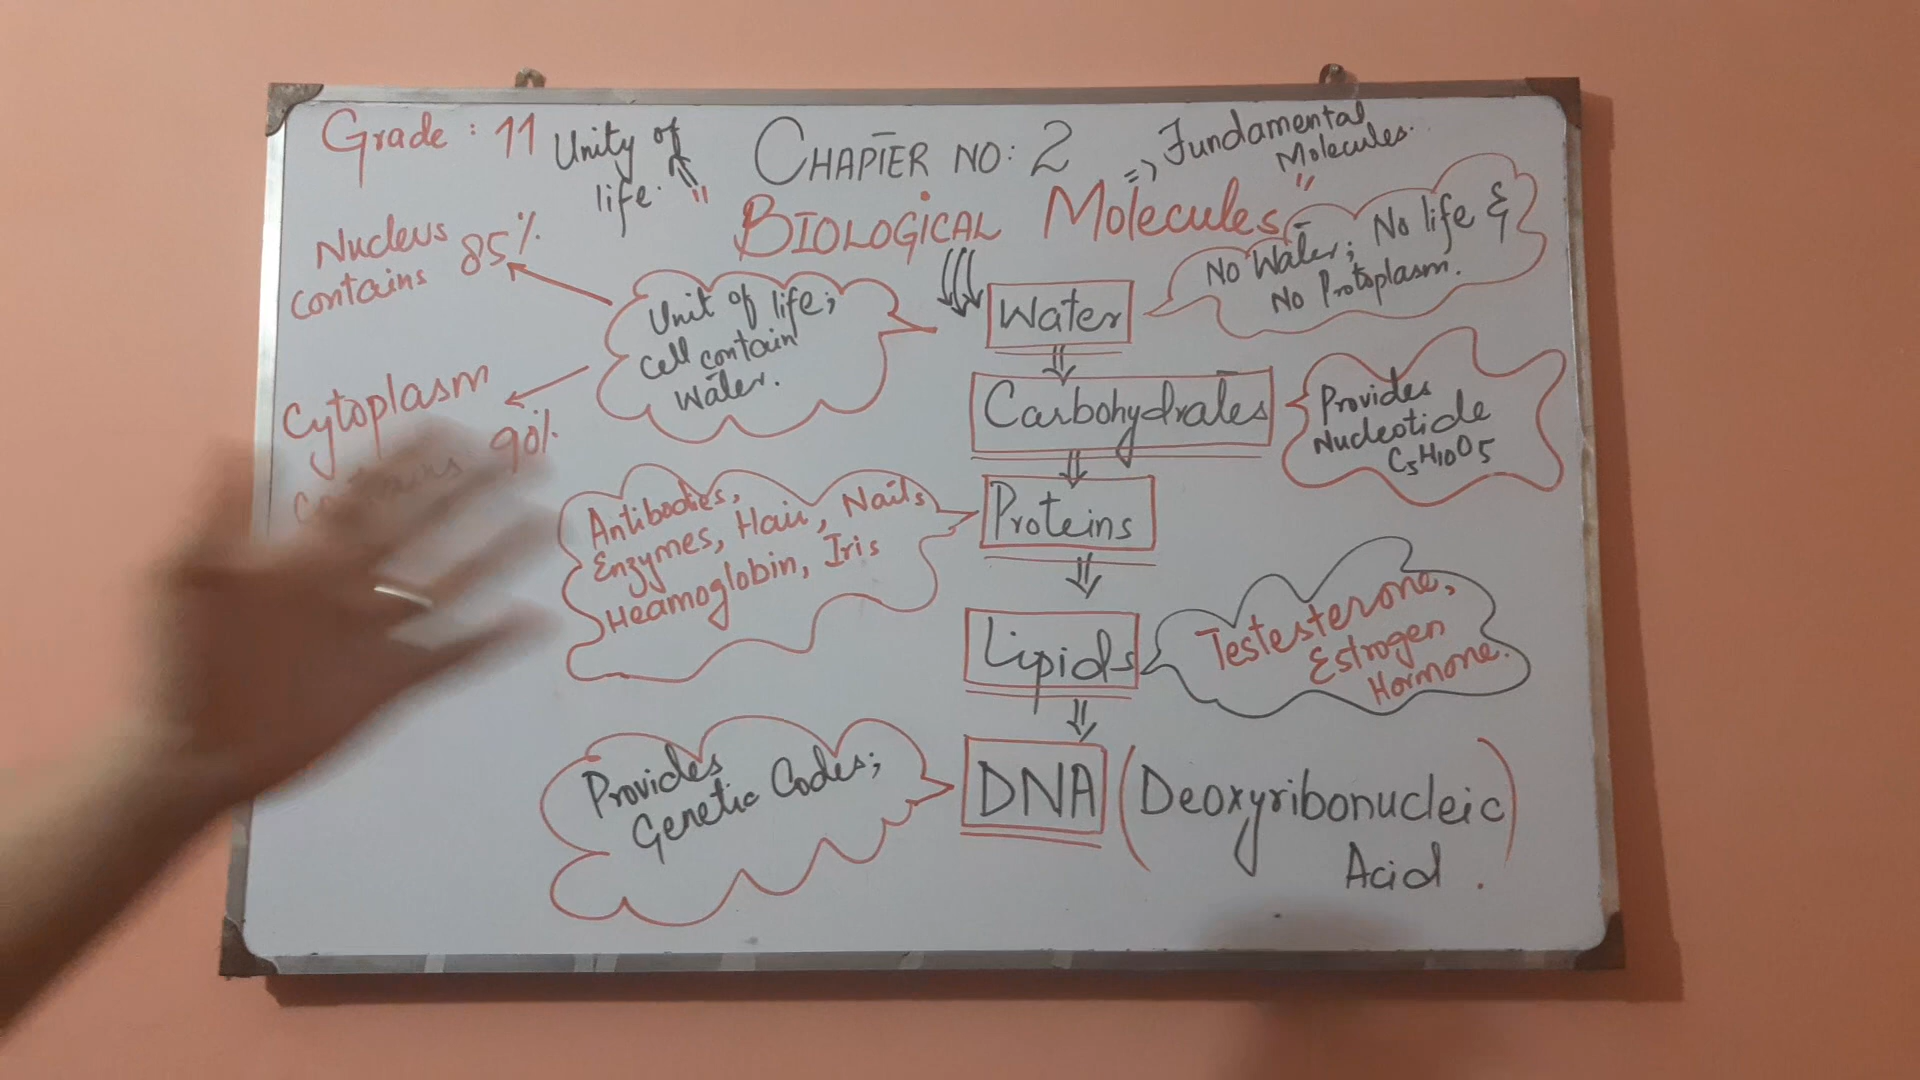 Grade : 11
Unity of
life.
CHAPTER NO: 2
=> Fundamental
Molecules.
" BIOLOGICAL Molecules "
Nucleus
contains 85%
Unit of life;
cell contain
Water.
Water
No Water; No life &
No Protoplasm.
Cytoplasm
contains 90%
Carbohydrates
Provides
Nucleotide
C5H10O5
Antibodies,
Enzymes, Hair, Nails
Heamoglobin, Iris
Proteins
Lipids
Testesterone,
Estrogen
Hormone.
Provides
Genetic Codes;
DNA (Deoxyribonucleic
Acid .